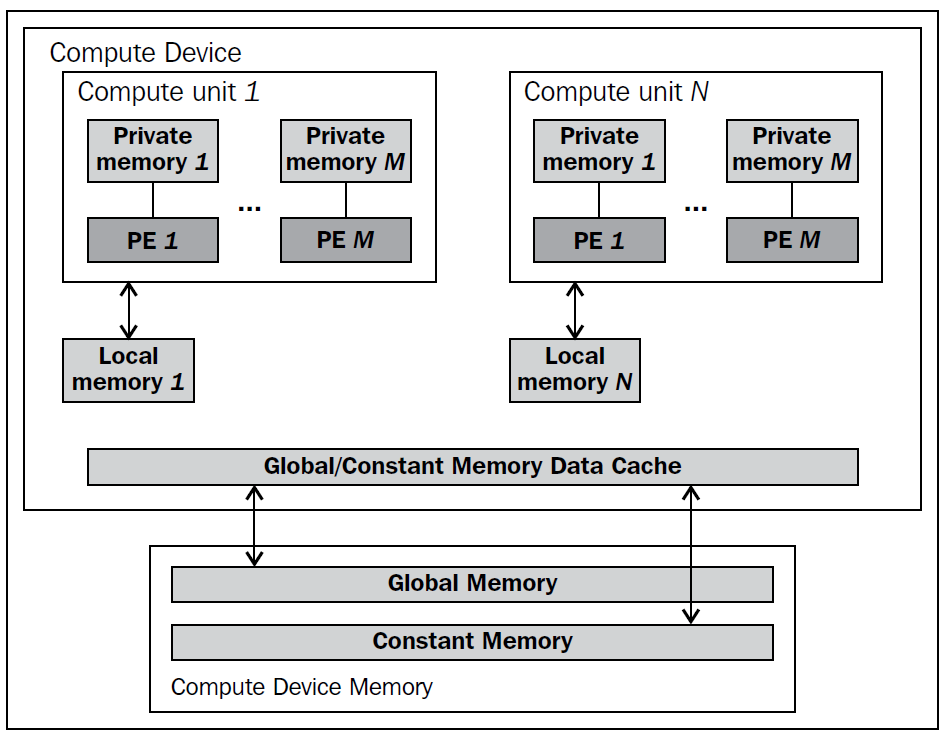 Compute Device
Compute unit 1
Private
memory 1
Private
memory M
...
PE 1
PE M
Compute unit N
Private
memory 1
Private
memory M
...
PE 1
PE M
Local
memory 1
Local
memory N
Global/Constant Memory Data Cache
Global Memory
Constant Memory
Compute Device Memory